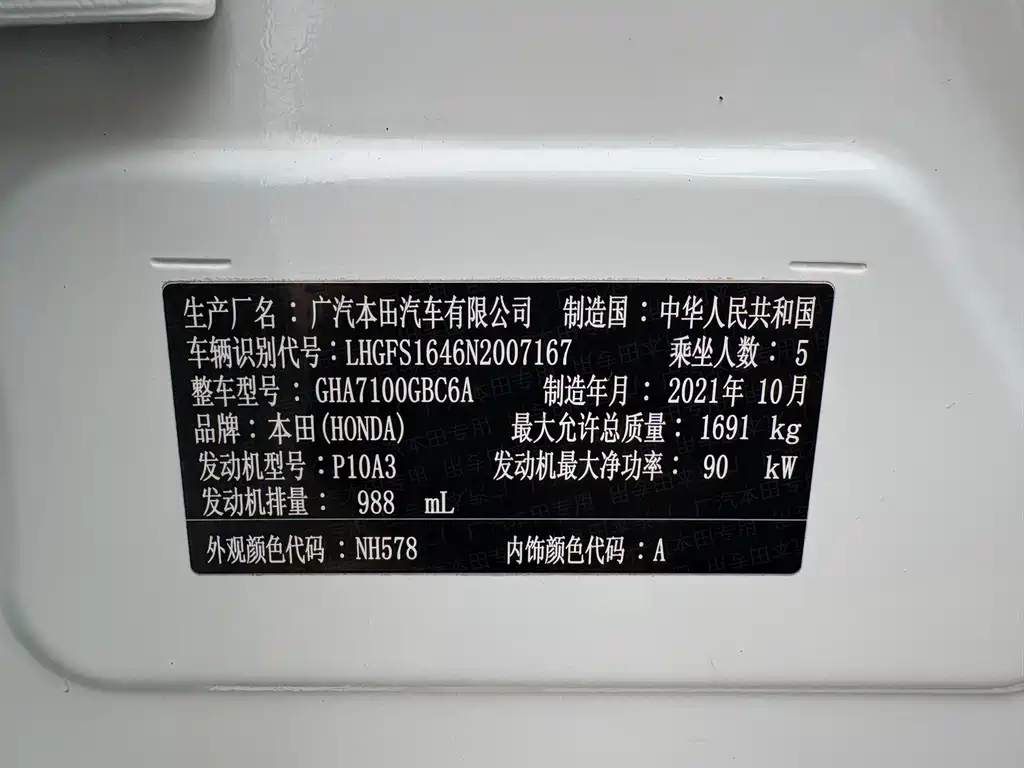 生产厂名：广汽本田汽车有限公司 制造国：中华人民共和国
车辆识别代号：LHGFS1646N2007167 乘坐人数：5
整车型号：GHA7100GBC6A 制造年月：2021年10月
品牌：本田(HONDA) 最大允许总质量：1691 kg
发动机型号：P10A3 发动机最大净功率：90 kW
发动机排量：988 mL
外观颜色代码：NH578 内饰颜色代码：A